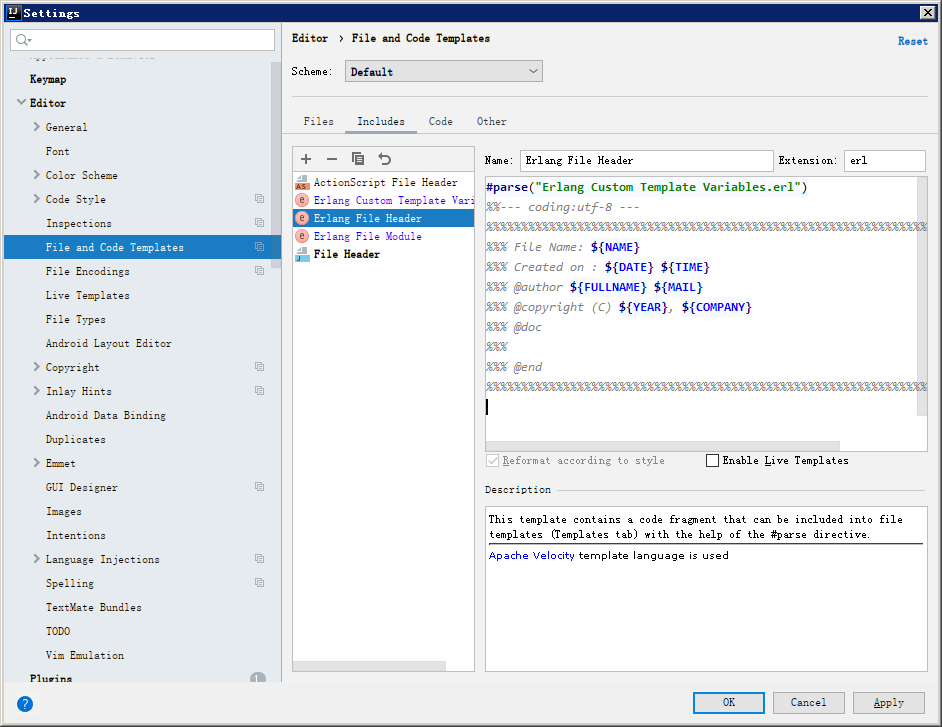 Settings
Keymap
Editor
General
Font
Color Scheme
Code Style
Inspections
File and Code Templates
File Encodings
Live Templates
File Types
Android Layout Editor
Copyright
Inlay Hints
Android Data Binding
Duplicates
Emmet
GUI Designer
Images
Intentions
Language Injections
Spelling
TextMate Bundles
TODO
Vim Emulation
Plugins 1
?
Editor › File and Code Templates
Reset
Scheme: Default
Files Includes Code Other
ActionScript File Header
Erlang Custom Template Vari
Erlang File Header
Erlang File Module
File Header
Name: Erlang File Header Extension: erl
#parse("Erlang Custom Template Variables.erl")
%%--- coding:utf-8 ---
%%%%%%%%%%%%%%%%%%%%%%%%%%%%%%%%%%%%%%%%%%%%%%%%%%%%%%%%%%%%%%%
%%% File Name: ${NAME}
%%% Created on : ${DATE} ${TIME}
%%% @author ${FULLNAME} ${MAIL}
%%% @copyright (C) ${YEAR}, ${COMPANY}
%%% @doc
%%%
%%% @end
%%%%%%%%%%%%%%%%%%%%%%%%%%%%%%%%%%%%%%%%%%%%%%%%%%%%%%%%%%%%%%%
Reformat according to style Enable Live Templates
Description
This template contains a code fragment that can be included into file
templates (Templates tab) with the help of the #parse directive.
Apache Velocity template language is used
OK Cancel Apply